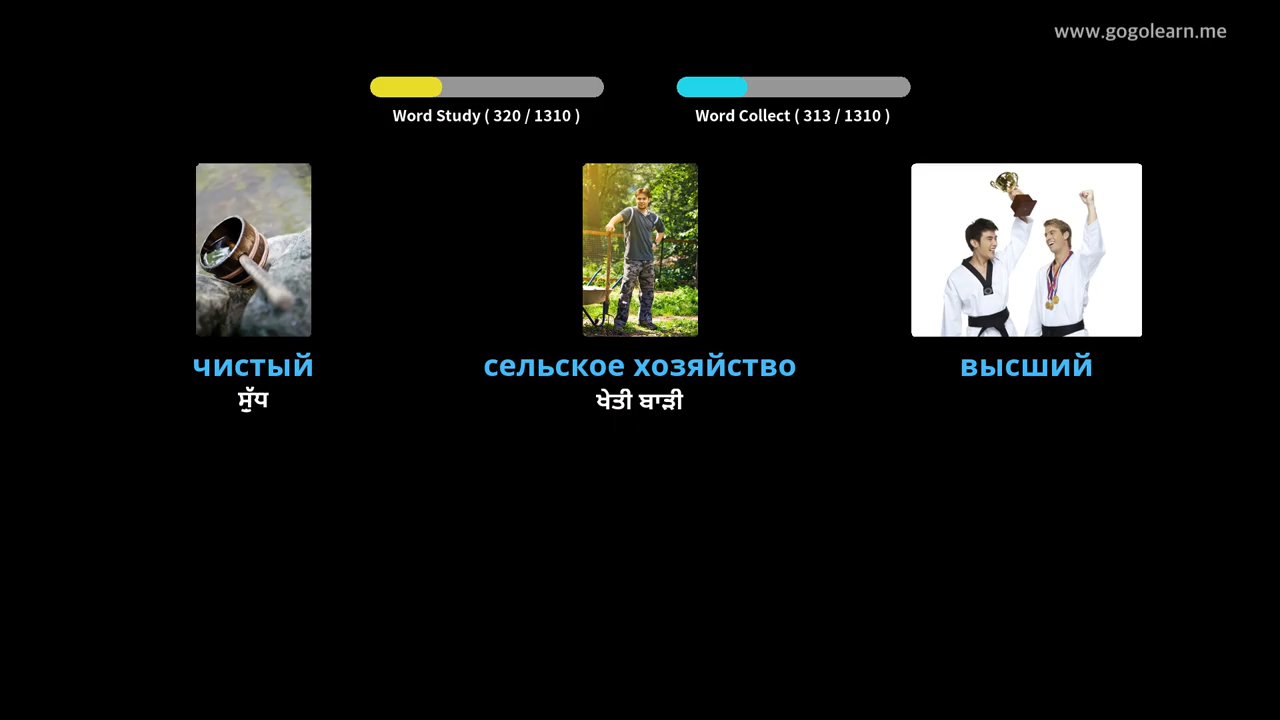 www.gogolearn.me
Word Study ( 320 / 1310 )
Word Collect ( 313 / 1310 )
чистый
сельское хозяйство
высший
ਸ਼ੁੱਧ
ਖੇਤੀ ਬਾੜੀ